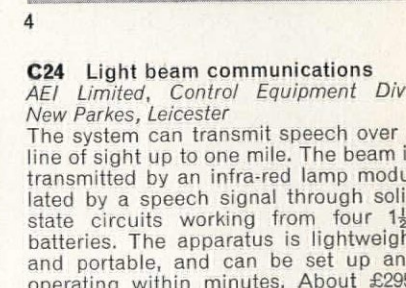 4
C24 Light beam communications
AEI Limited, Control Equipment Div
New Parkes, Leicester
The system can transmit speech over
line of sight up to one mile. The beam i
transmitted by an infra-red lamp modu
lated by a speech signal through soli
state circuits working from four 1½
batteries. The apparatus is lightweigh
and portable, and can be set up an
operating within minutes. About £295